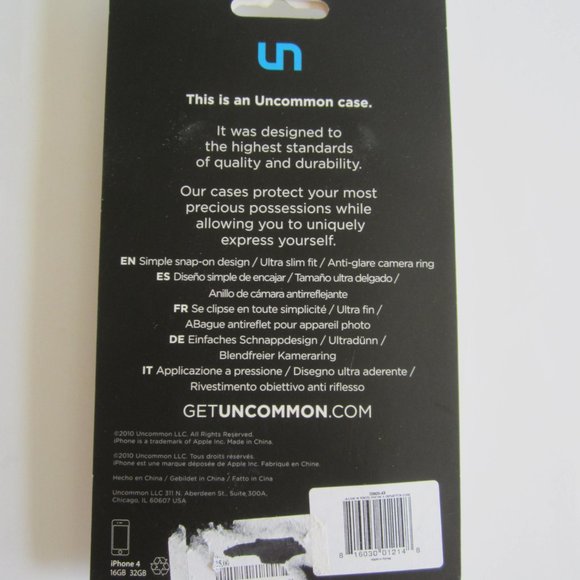 un
This is an Uncommon case.
It was designed to
the highest standards
of quality and durability.
Our cases protect your most
precious possessions while
allowing you to uniquely
express yourself.
EN Simple snap-on design / Ultra slim fit / Anti-glare camera ring
ES Diseño simple de encajar / Tamaño ultra delgado /
Anillo de cámara antirreflejante
FR Se clipse en toute simplicité / Ultra fin /
ABague antireflet pour appareil photo
DE Einfaches Schnappdesign / Ultradünn /
Blendfreier Kameraring
IT Applicazione a pressione / Disegno ultra aderente /
Rivestimento obiettivo anti riflesso
GETUNCOMMON.COM
©2010 Uncommon LLC. All Rights Reserved.
iPhone is a trademark of Apple Inc. Made in China.
©2010 Uncommon LLC. Tous droits réservés.
iPhone est une marque déposée de Apple Inc. Fabriqué en Chine.
Hecho en China / Gebildet in China / Fatto in Cina
Uncommon LLC 311 N. Aberdeen St., Suite 300A,
Chicago, IL 60607 USA
iPhone 4
16GB 32GB
8 16030 01214 8